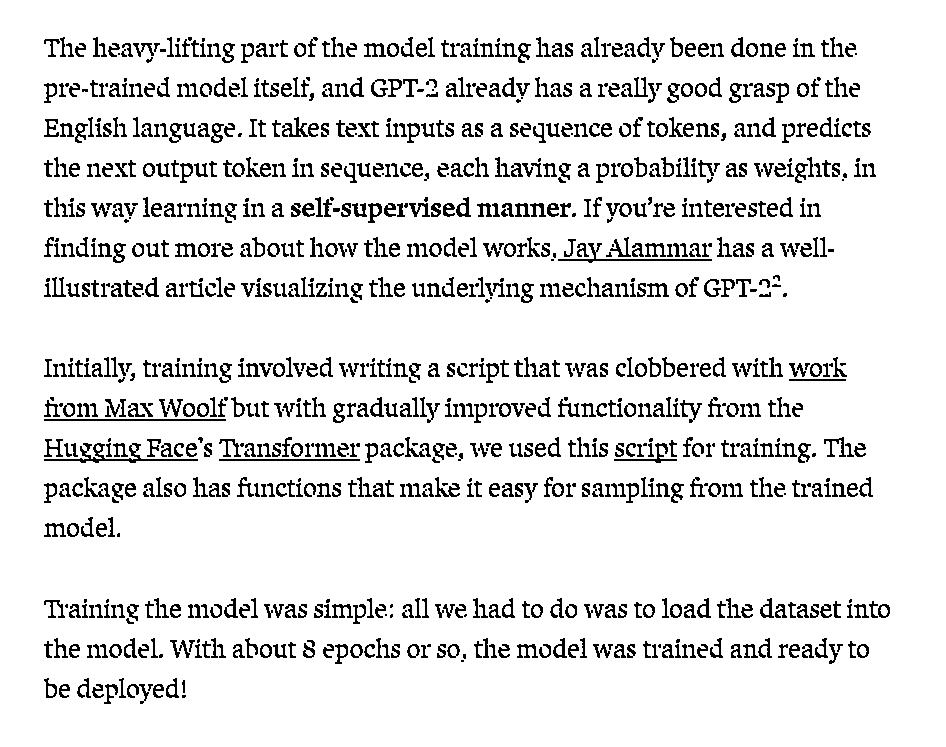 The heavy-lifting part of the model training has already been done in the
pre-trained model itself, and GPT-2 already has a really good grasp of the
English language. It takes text inputs as a sequence of tokens, and predicts
the next output token in sequence, each having a probability as weights, in
this way learning in a self-supervised manner. If you're interested in
finding out more about how the model works, Jay Alammar has a well-
illustrated article visualizing the underlying mechanism of GPT-2².

Initially, training involved writing a script that was clobbered with work
from Max Woolf but with gradually improved functionality from the
Hugging Face's Transformer package, we used this script for training. The
package also has functions that make it easy for sampling from the trained
model.

Training the model was simple: all we had to do was to load the dataset into
the model. With about 8 epochs or so, the model was trained and ready to
be deployed!